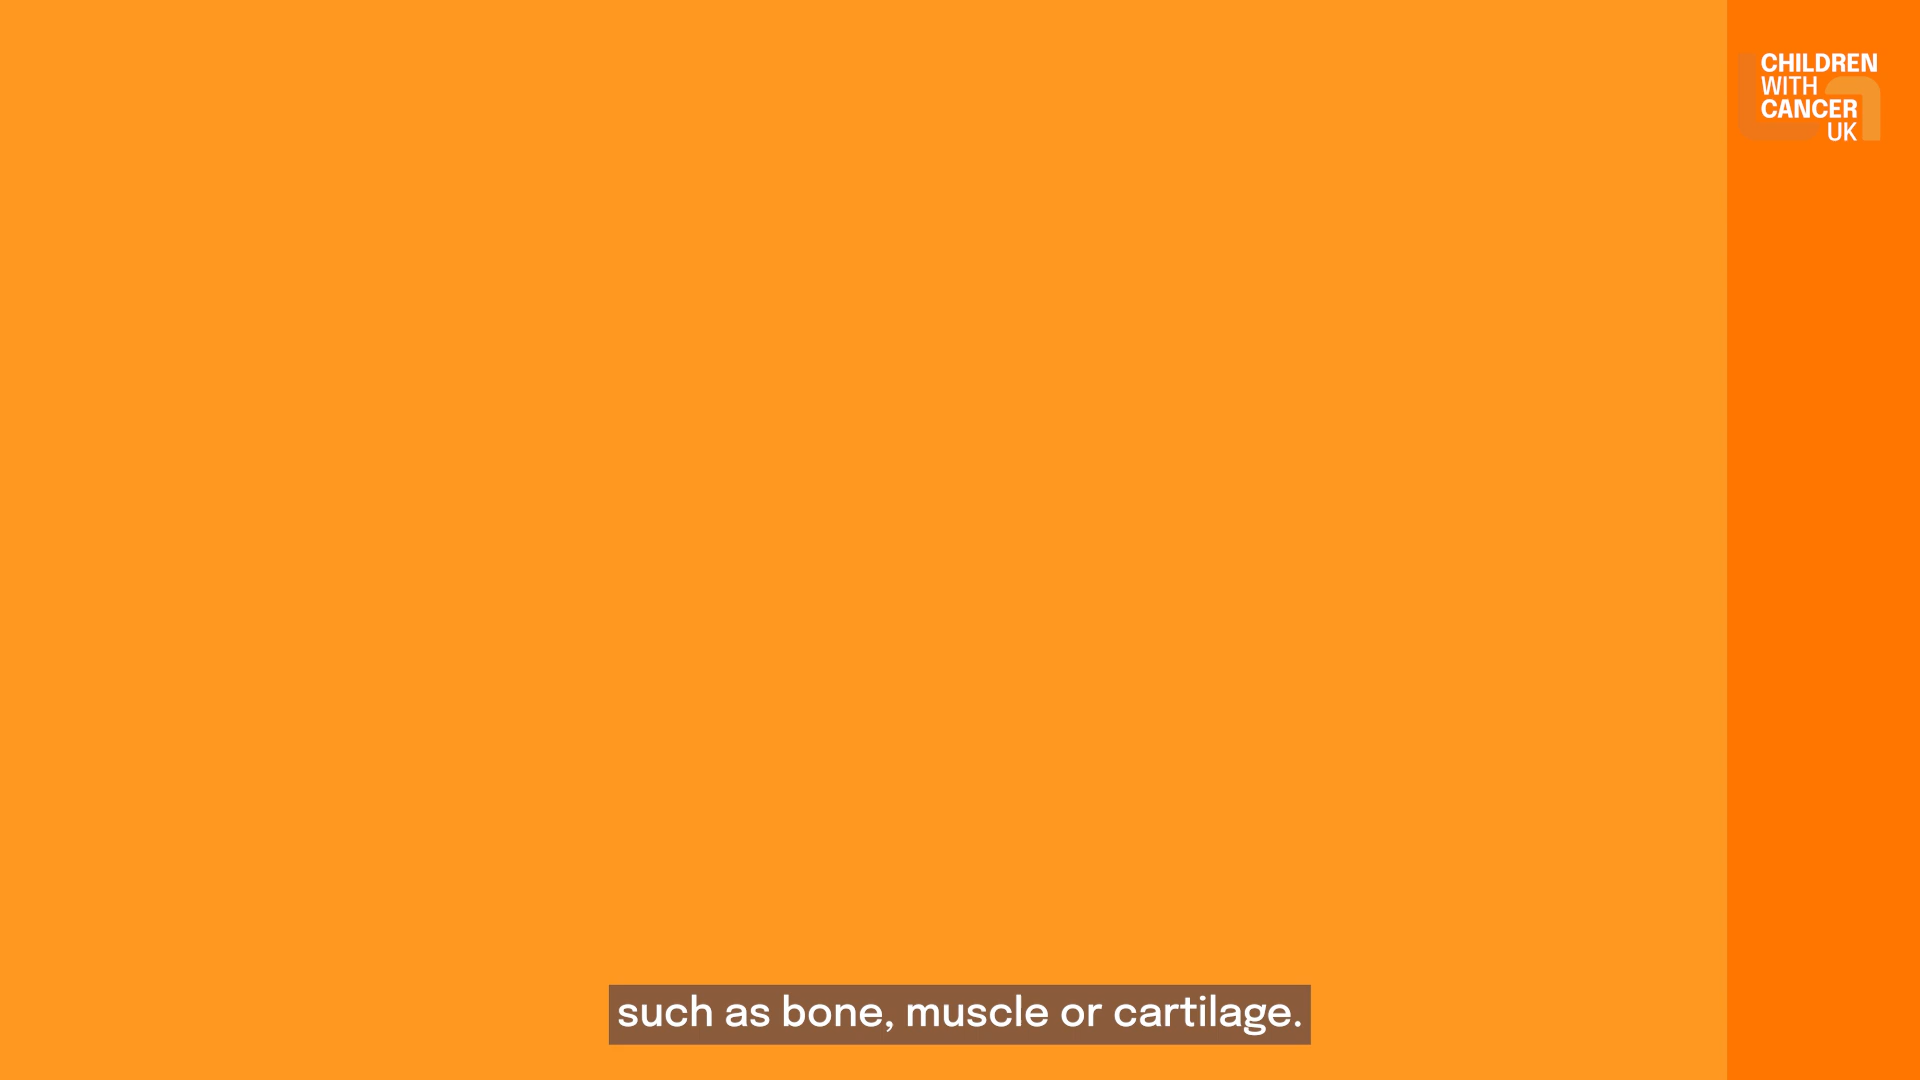 CHILDREN
WITH
CANCER
UK
such as bone, muscle or cartilage.